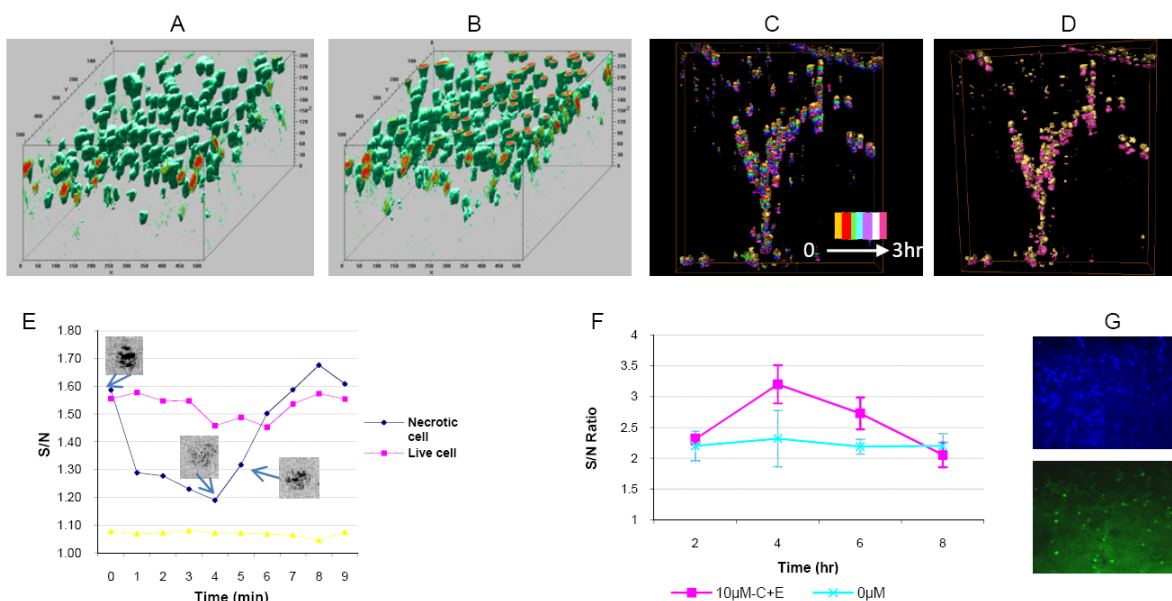 A
B
C
D
0
3hr
E
1.80
1.70
1.60
1.50
1.40
1.30
1.20
1.10
1.00
S/N
0 1 2 3 4 5 6 7 8 9
Time (min)
Necrotic
cell
Live cell
F
4
3.5
3
2.5
2
1.5
1
S/N Ratio
2 4 6 8
Time (hr)
10µM-C+E
0µM
G